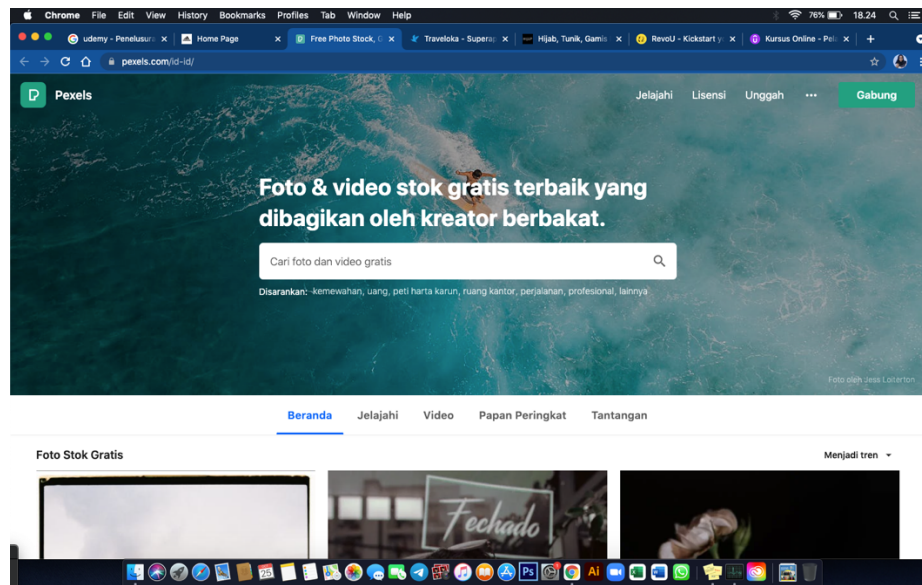 Chrome File Edit View History Bookmarks Profiles Tab Window Help 76% 18.24
udemy - Penelusura Home Page Free Photo Stock, Traveloka - Superap Hijab, Tunik, Gamis RevoU - Kickstart y Kursus Online - Pela
pexels.com/id-id/
Pexels Jelajahi Lisensi Unggah ••• Gabung
Foto & video stok gratis terbaik yang
dibagikan oleh kreator berbakat.
Cari foto dan video gratis
Disarankan: kemewahan, uang, peti harta karun, ruang kantor, perjalanan, profesional, lainnya
Foto oleh Jess Loiterton
Beranda Jelajahi Video Papan Peringkat Tantangan
Foto Stok Gratis Menjadi tren
Fechado
25 Ps Ai